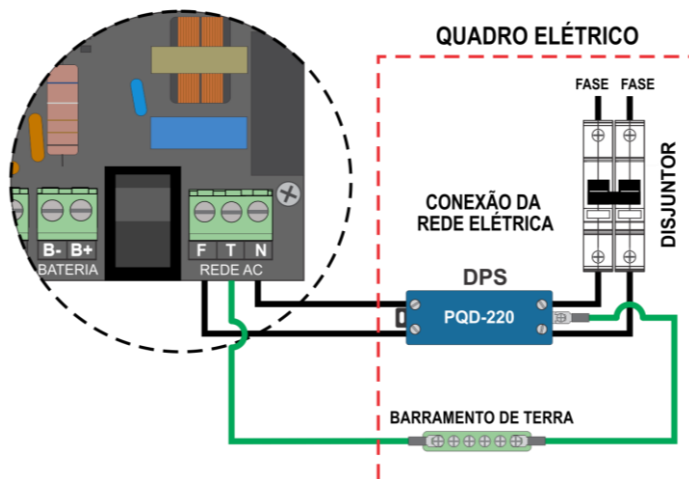 QUADRO ELÉTRICO
FASE FASE
DISJUNTOR
CONEXÃO DA
REDE ELÉTRICA
B- B+
BATERIA
F T N
REDE AC
DPS
PQD-220
BARRAMENTO DE TERRA